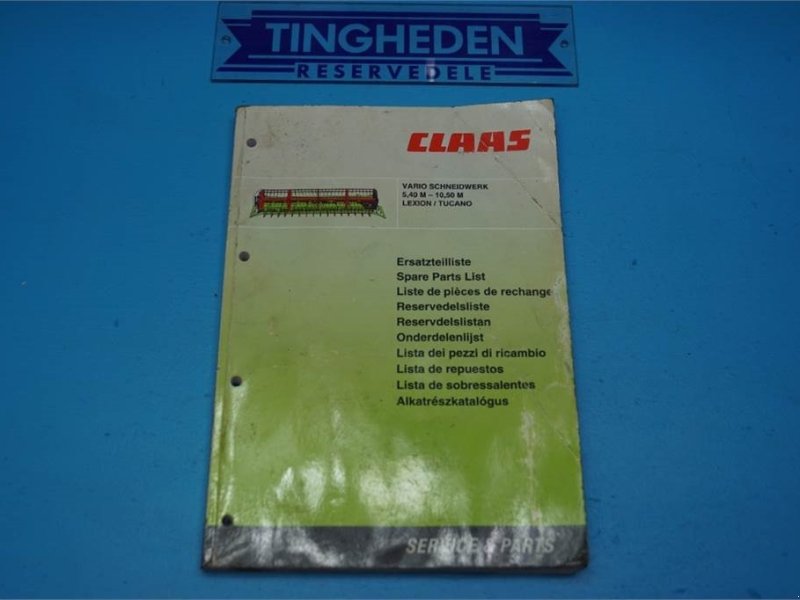 TINGHEDEN
RESERVEDELE
CLAAS
VARIO SCHNEIDWERK
5,40 M – 10,50 M
LEXION / TUCANO
Ersatzteilliste
Spare Parts List
Liste de pièces de rechange
Reservedelsliste
Reservdelslistan
Onderdelenlijst
Lista dei pezzi di ricambio
Lista de repuestos
Lista de sobressalentes
Alkatrészkatalógus
SERVICE & PARTS